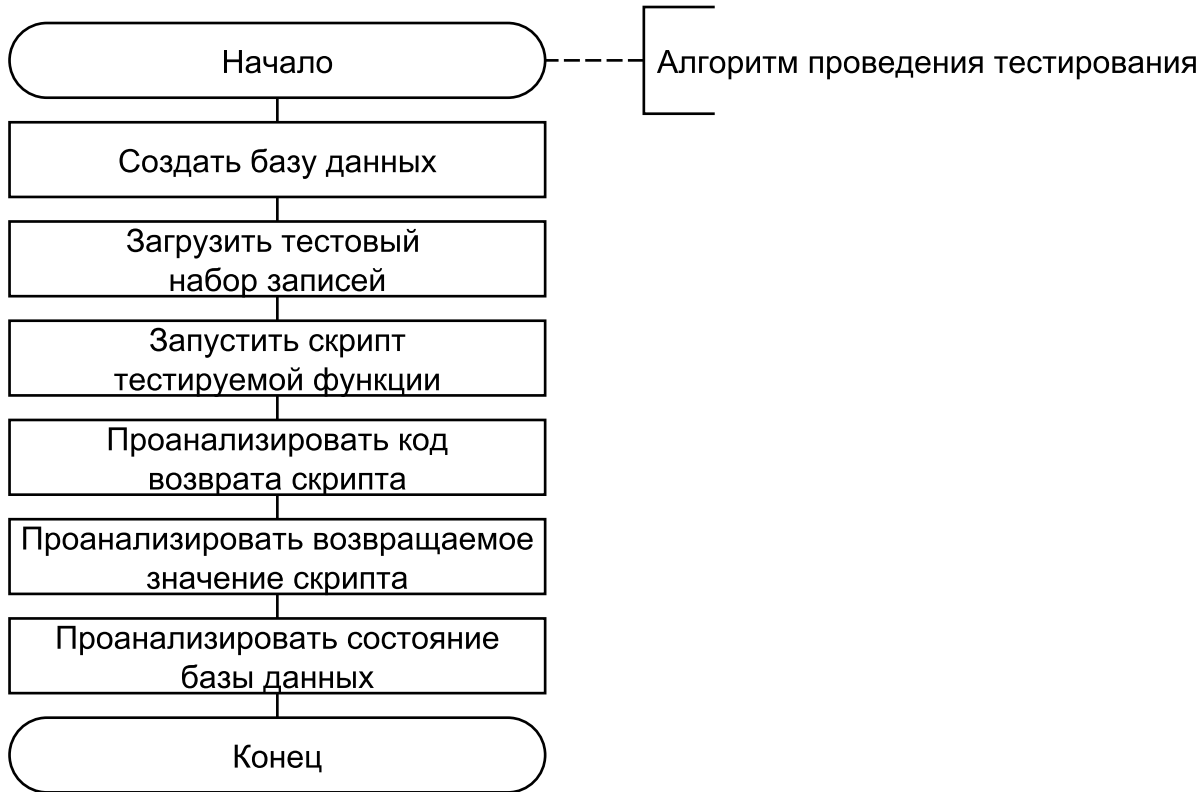 Начало
Алгоритм проведения тестирования
Создать базу данных
Загрузить тестовый
набор записей
Запустить скрипт
тестируемой функции
Проанализировать код
возврата скрипта
Проанализировать возвращаемое
значение скрипта
Проанализировать состояние
базы данных
Конец